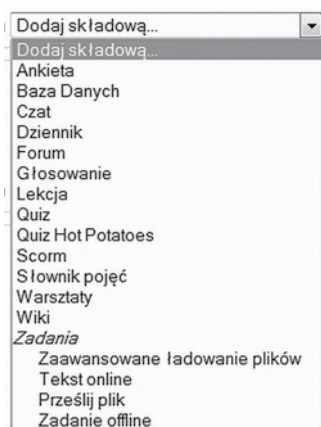 Dodaj składową...
Dodaj składową...
Ankieta
Baza Danych
Czat
Dziennik
Forum
Głosowanie
Lekcja
Quiz
Quiz Hot Potatoes
Scorm
Słownik pojęć
Warsztaty
Wiki
Zadania
Zaawansowane ładowanie plików
Tekst online
Prześlij plik
Zadanie offline